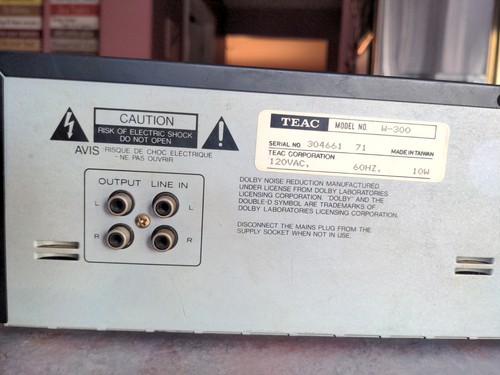 CAUTION
RISK OF ELECTRIC SHOCK
DO NOT OPEN
AVIS RISQUE DE CHOC ELECTRIQUE
- NE PAS OUVRIR
TEAC MODEL NO. W-300
SERIAL NO 304661 71 MADE IN TAIWAN
TEAC CORPORATION
120VAC, 60HZ, 10W
OUTPUT LINE IN
L L
R R
DOLBY NOISE REDUCTION MANUFACTURED
UNDER LICENSE FROM DOLBY LABORATORIES
LICENSING CORPORATION. "DOLBY" AND THE
DOUBLE-D SYMBOL ARE TRADEMARKS OF
DOLBY LABORATORIES LICENSING CORPORATION.
DISCONNECT THE MAINS PLUG FROM THE
SUPPLY SOCKET WHEN NOT IN USE.